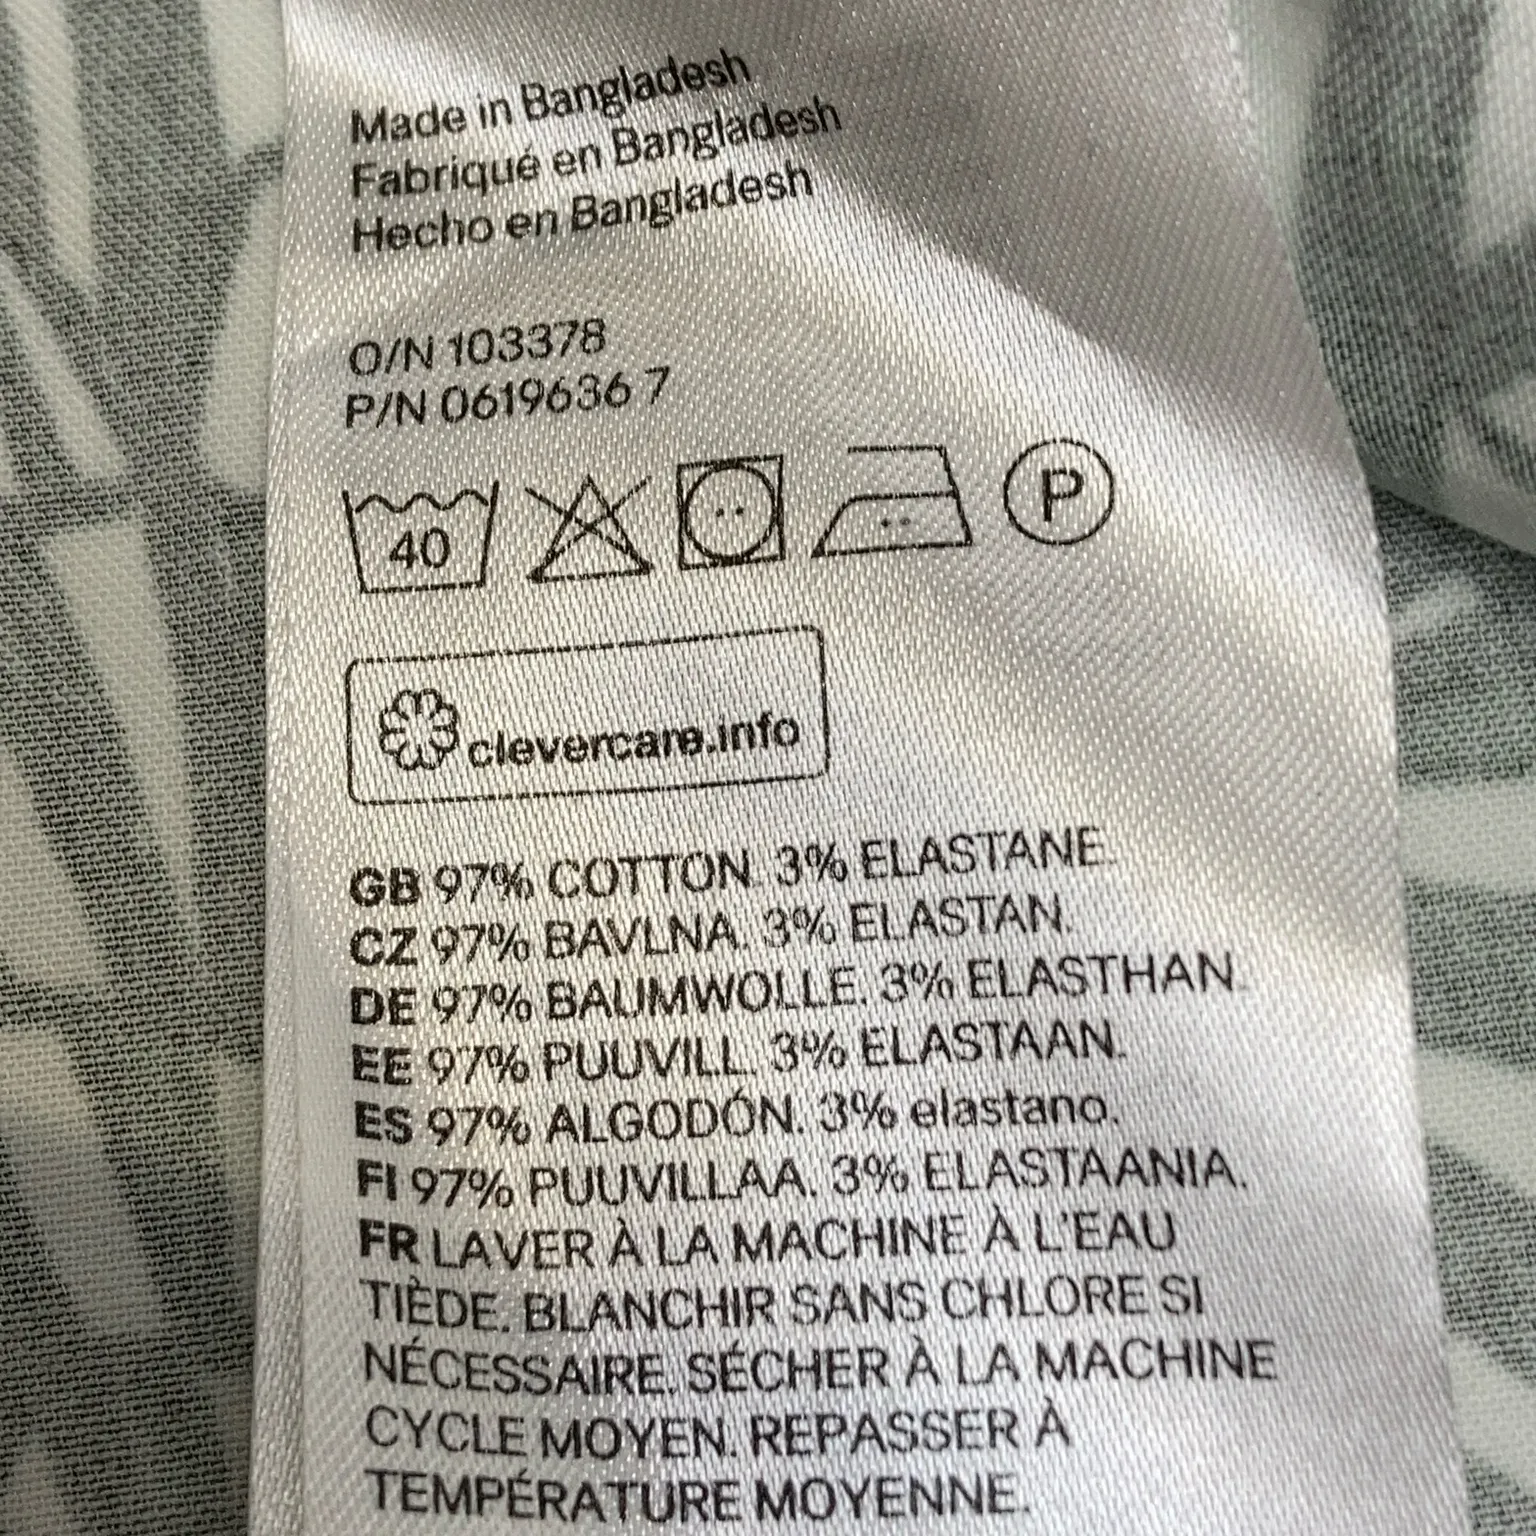 Made in Bangladesh
Fabriqué en Bangladesh
Hecho en Bangladesh
O/N 103378
P/N 0619636 7
40 P
clevercare.info
GB 97% COTTON. 3% ELASTANE.
CZ 97% BAVLNA. 3% ELASTAN.
DE 97% BAUMWOLLE. 3% ELASTHAN.
EE 97% PUUVILL. 3% ELASTAAN.
ES 97% ALGODÓN. 3% elastano.
FI 97% PUUVILLAA. 3% ELASTAANIA.
FR LAVER À LA MACHINE À L'EAU
TIÈDE. BLANCHIR SANS CHLORE SI
NÉCESSAIRE. SÉCHER À LA MACHINE
CYCLE MOYEN. REPASSER À
TEMPÉRATURE MOYENNE.